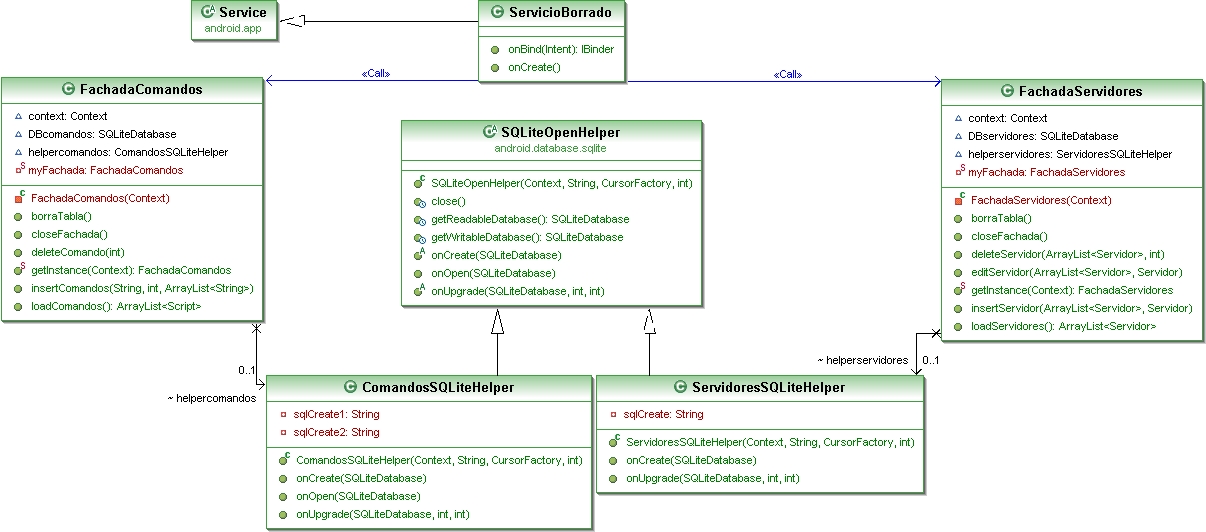 Service
android.app
ServicioBorrado
onBind(Intent): IBinder
onCreate()
«Call»
«Call»
FachadaComandos
context: Context
DBcomandos: SQLiteDatabase
helpercomandos: ComandosSQLiteHelper
myFachada: FachadaComandos
FachadaComandos(Context)
borraTabla()
closeFachada()
deleteComando(int)
getInstance(Context): FachadaComandos
insertComandos(String, int, ArrayList<String>)
loadComandos(): ArrayList<Script>
SQLiteOpenHelper
android.database.sqlite
SQLiteOpenHelper(Context, String, CursorFactory, int)
close()
getReadableDatabase(): SQLiteDatabase
getWritableDatabase(): SQLiteDatabase
onCreate(SQLiteDatabase)
onOpen(SQLiteDatabase)
onUpgrade(SQLiteDatabase, int, int)
FachadaServidores
context: Context
DBservidores: SQLiteDatabase
helperservidores: ServidoresSQLiteHelper
myFachada: FachadaServidores
FachadaServidores(Context)
borraTabla()
closeFachada()
deleteServidor(ArrayList<Servidor>, int)
editServidor(ArrayList<Servidor>, Servidor)
getInstance(Context): FachadaServidores
insertServidor(ArrayList<Servidor>, Servidor)
loadServidores(): ArrayList<Servidor>
0..1
~ helpercomandos
~ helperservidores
0..1
ComandosSQLiteHelper
sqlCreate1: String
sqlCreate2: String
ComandosSQLiteHelper(Context, String, CursorFactory, int)
onCreate(SQLiteDatabase)
onOpen(SQLiteDatabase)
onUpgrade(SQLiteDatabase, int, int)
ServidoresSQLiteHelper
sqlCreate: String
ServidoresSQLiteHelper(Context, String, CursorFactory, int)
onCreate(SQLiteDatabase)
onUpgrade(SQLiteDatabase, int, int)